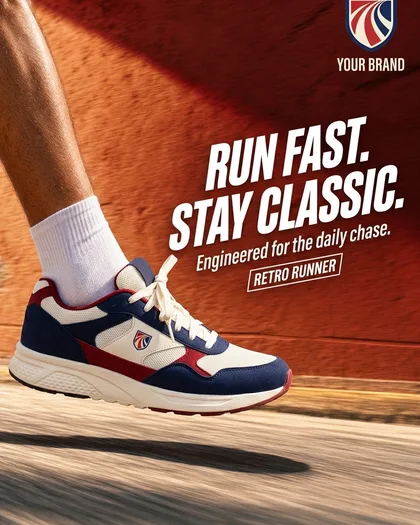 YOUR BRAND
RUN FAST.
STAY CLASSIC.
Engineered for the daily chase.
RETRO RUNNER